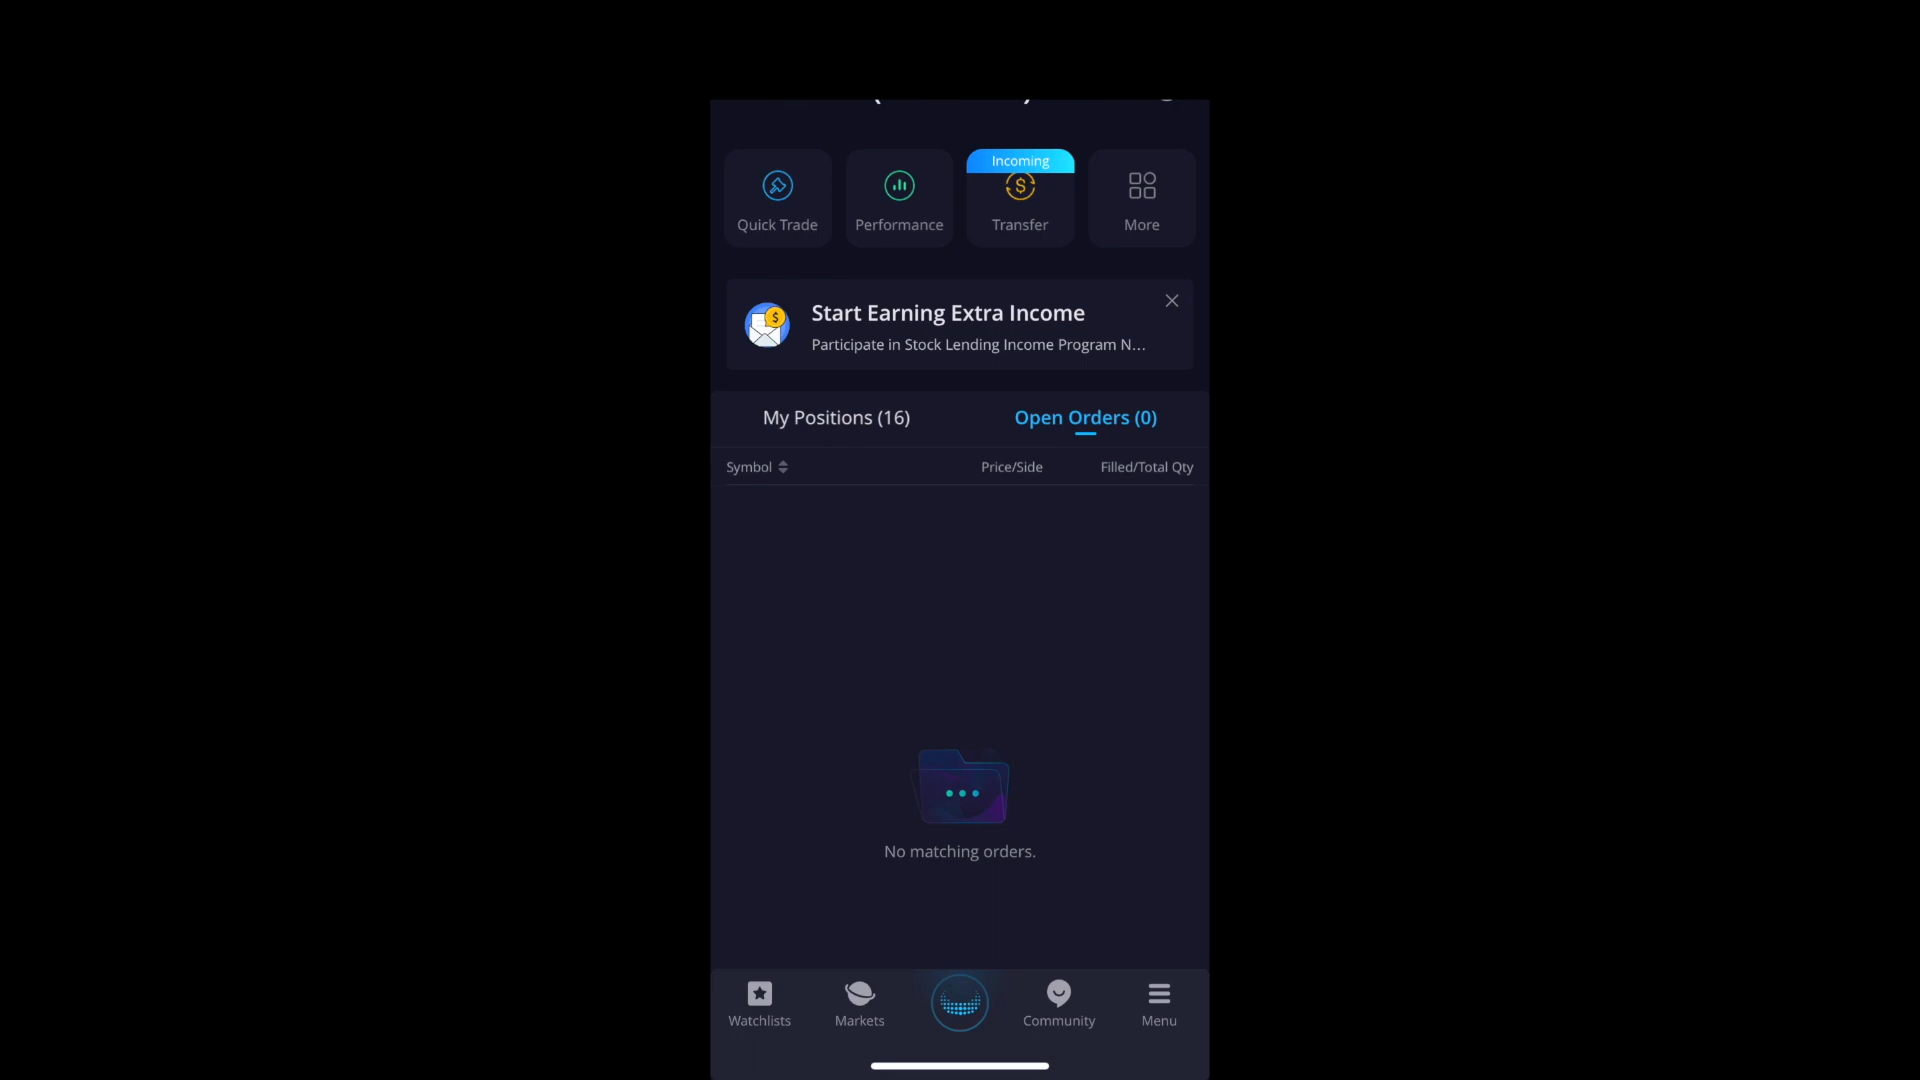 Incoming
Quick Trade
Performance
Transfer
More
Start Earning Extra Income
Participate in Stock Lending Income Program N...
My Positions (16)
Open Orders (0)
Symbol
Price/Side
Filled/Total Qty
No matching orders.
Watchlists
Markets
Community
Menu